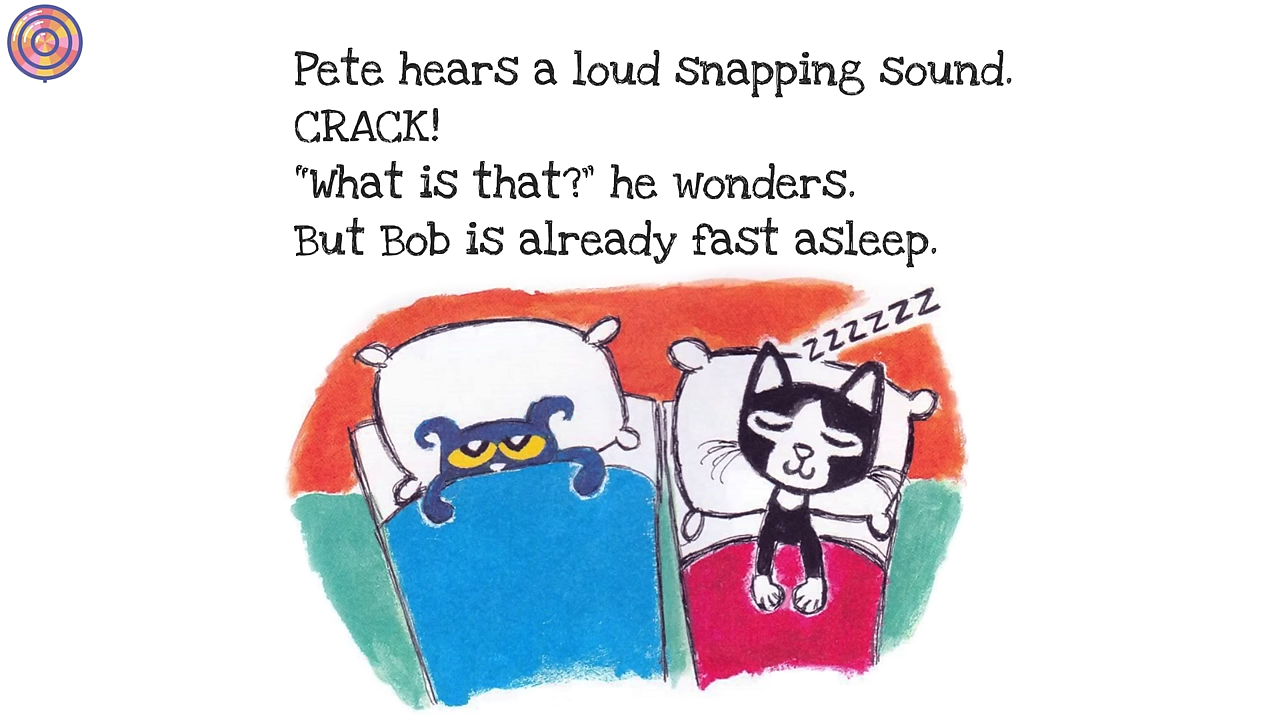 Pete hears a loud snapping sound.
CRACK!
"What is that?" he wonders.
But Bob is already fast asleep.
ZZZZZZ